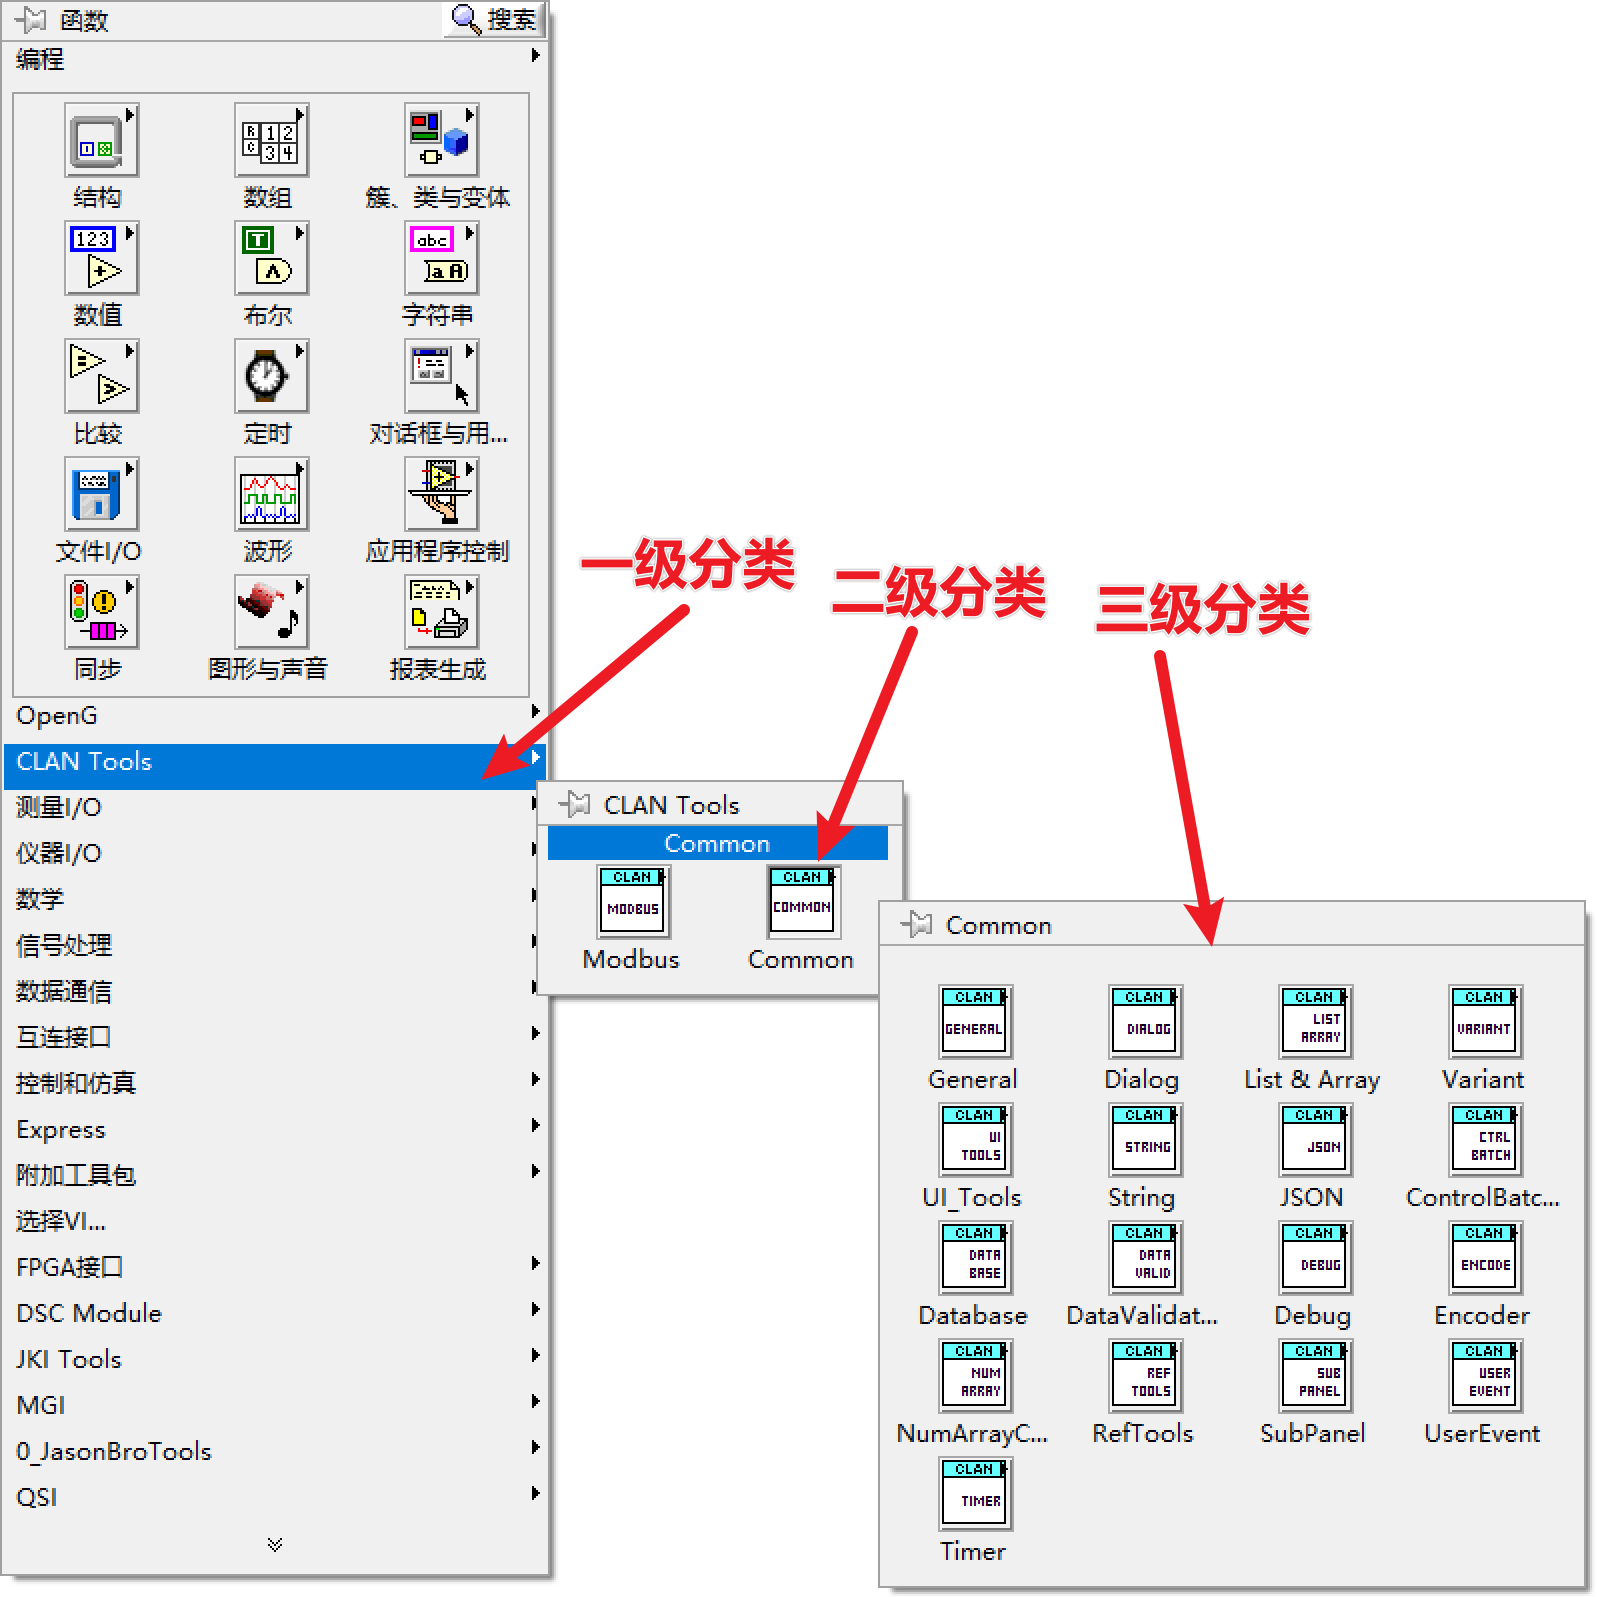 函数
搜索
编程
结构
数组
簇、类与变体
数值
布尔
字符串
比较
定时
对话框与用...
文件I/O
波形
应用程序控制
同步
图形与声音
报表生成
OpenG
CLAN Tools
测量I/O
仪器I/O
数学
信号处理
数据通信
互连接口
控制和仿真
Express
附加工具包
选择VI...
FPGA接口
DSC Module
JKI Tools
MGI
0_JasonBroTools
QSI
一级分类
二级分类
三级分类
CLAN Tools
Common
CLAN
MODBUS
Modbus
CLAN
COMMON
Common
Common
CLAN
GENERAL
General
CLAN
DIALOG
Dialog
CLAN
LIST
ARRAY
List & Array
CLAN
VARIANT
Variant
CLAN
UI
TOOLS
UI_Tools
CLAN
STRING
String
CLAN
JSON
JSON
CLAN
CTRL
BATCH
ControlBatc...
CLAN
DATA
BASE
Database
CLAN
DATA
VALID
DataValidat...
CLAN
DEBUG
Debug
CLAN
ENCODE
Encoder
CLAN
NUM
ARRAY
NumArrayC...
CLAN
REF
TOOLS
RefTools
CLAN
SUB
PANEL
SubPanel
CLAN
USER
EVENT
UserEvent
CLAN
TIMER
Timer